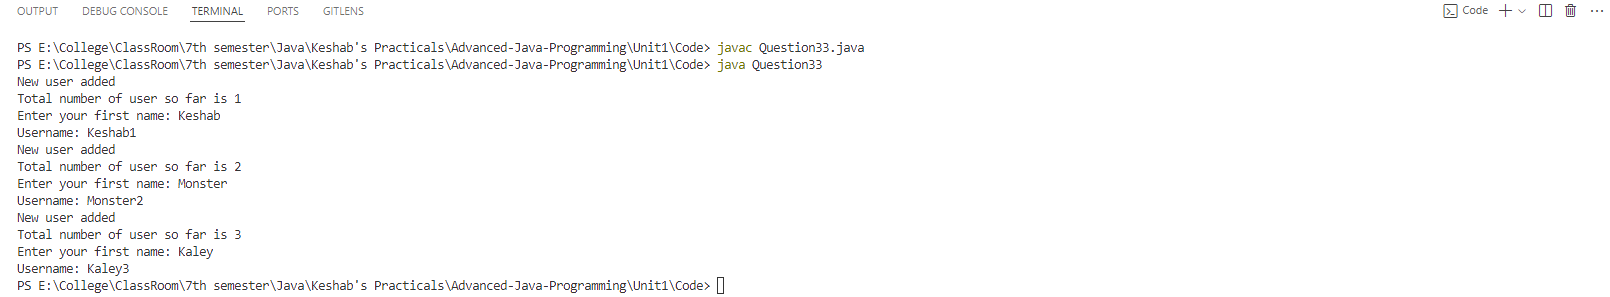 OUTPUT DEBUG CONSOLE TERMINAL PORTS GITLENS Code
PS E:\College\ClassRoom\7th semester\Java\Keshab's Practicals\Advanced-Java-Programming\Unit1\Code> javac Question33.java
PS E:\College\ClassRoom\7th semester\Java\Keshab's Practicals\Advanced-Java-Programming\Unit1\Code> java Question33
New user added
Total number of user so far is 1
Enter your first name: Keshab
Username: Keshab1
New user added
Total number of user so far is 2
Enter your first name: Monster
Username: Monster2
New user added
Total number of user so far is 3
Enter your first name: Kaley
Username: Kaley3
PS E:\College\ClassRoom\7th semester\Java\Keshab's Practicals\Advanced-Java-Programming\Unit1\Code>